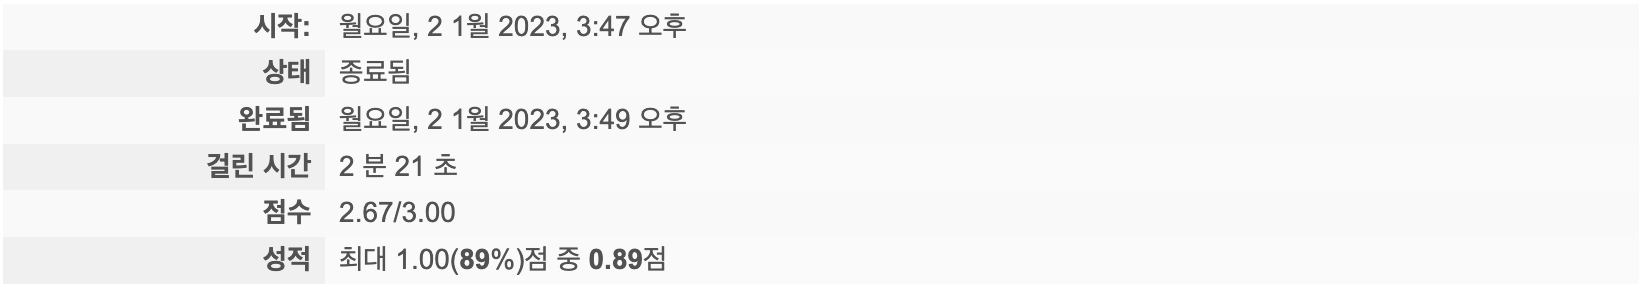 시작: 월요일, 2 1월 2023, 3:47 오후
상태 종료됨
완료됨 월요일, 2 1월 2023, 3:49 오후
걸린 시간 2 분 21 초
점수 2.67/3.00
성적 최대 1.00(89%)점 중 0.89점